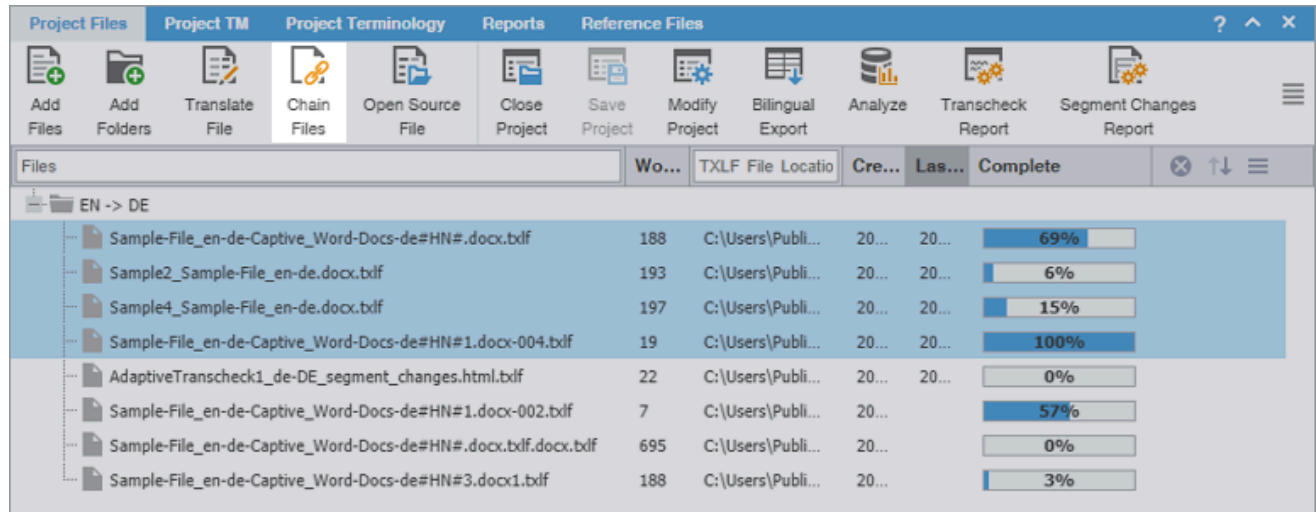 Project Files Project TM Project Terminology Reports Reference Files ?
Add Files
Add Folders
Translate File
Chain Files
Open Source File
Close Project
Save Project
Modify Project
Bilingual Export
Analyze
Transcheck Report
Segment Changes Report
Files Wo... TXLF File Locatio Cre... Las... Complete
EN -> DE
Sample-File_en-de-Captive_Word-Docs-de#HN#.docx.txlf 188 C:\Users\Publi... 20... 20... 69%
Sample2_Sample-File_en-de.docx.txlf 193 C:\Users\Publi... 20... 20... 6%
Sample4_Sample-File_en-de.docx.txlf 197 C:\Users\Publi... 20... 20... 15%
Sample-File_en-de-Captive_Word-Docs-de#HN#1.docx-004.txlf 19 C:\Users\Publi... 20... 20... 100%
AdaptiveTranscheck1_de-DE_segment_changes.html.txlf 22 C:\Users\Publi... 20... 20... 0%
Sample-File_en-de-Captive_Word-Docs-de#HN#1.docx-002.txlf 7 C:\Users\Publi... 20... 57%
Sample-File_en-de-Captive_Word-Docs-de#HN#.docx.txlf.docx.txlf 695 C:\Users\Publi... 20... 0%
Sample-File_en-de-Captive_Word-Docs-de#HN#3.docx1.txlf 188 C:\Users\Publi... 20... 3%